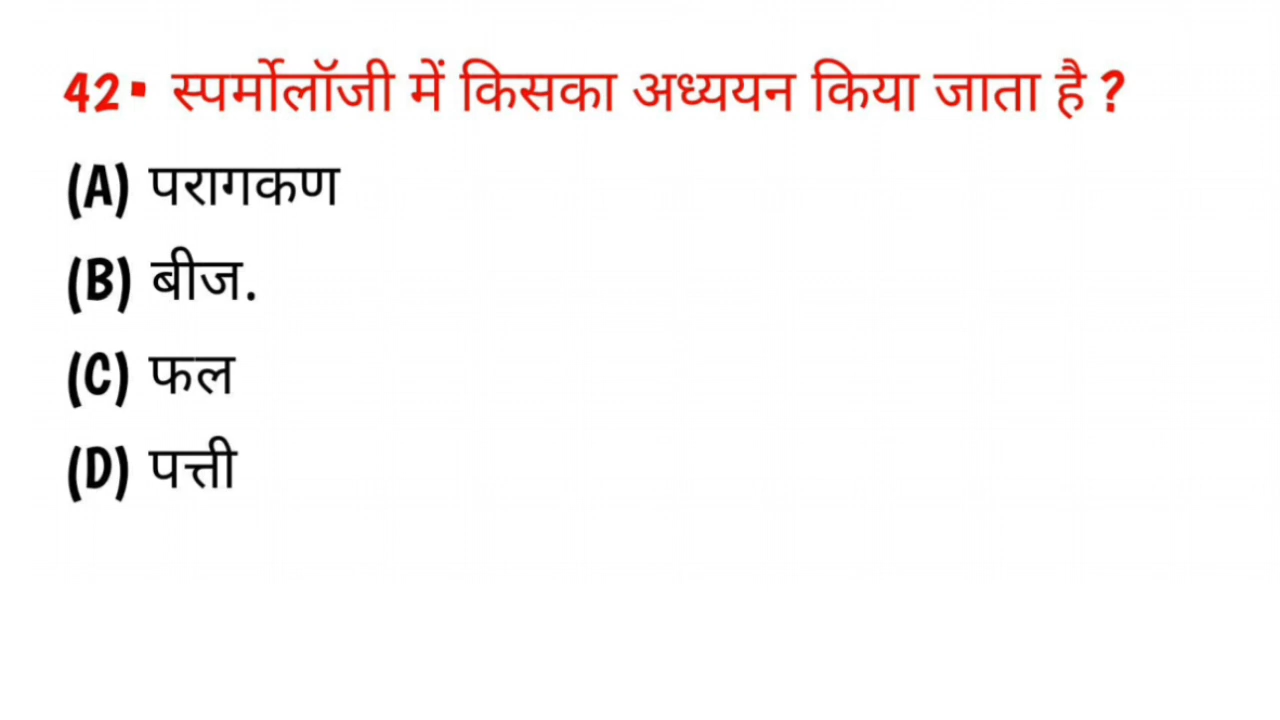 42. स्पर्मोलॉजी में किसका अध्ययन किया जाता है ?
(A) परागकण
(B) बीज.
(C) फल
(D) पत्ती